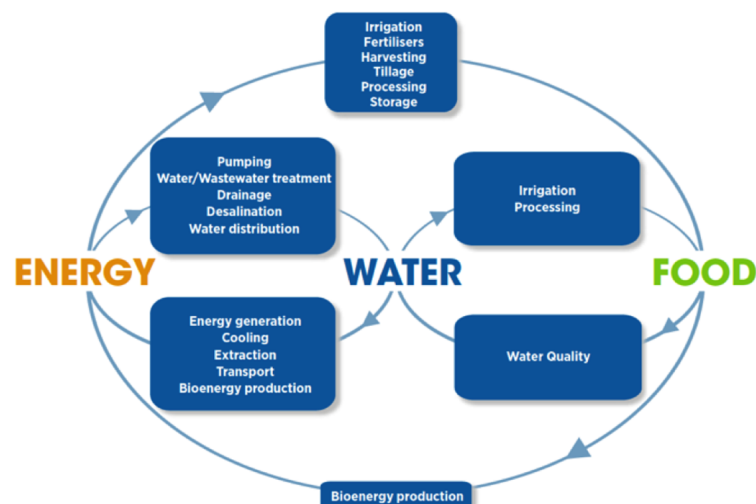 Irrigation
Fertilisers
Harvesting
Tillage
Processing
Storage
Pumping
Water/Wastewater treatment
Drainage
Desalination
Water distribution
Irrigation
Processing
ENERGY
WATER
FOOD
Energy generation
Cooling
Extraction
Transport
Bioenergy production
Water Quality
Bioenergy production